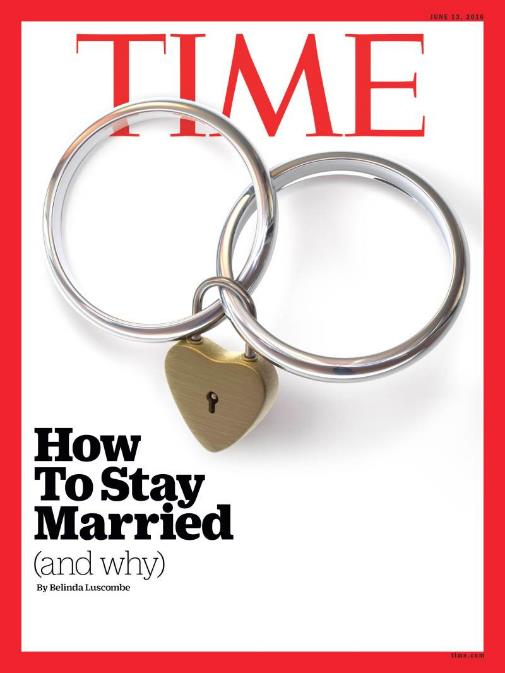 JUNE 13, 2016
TIME
How
To Stay
Married
(and why)
By Belinda Luscombe
time.com